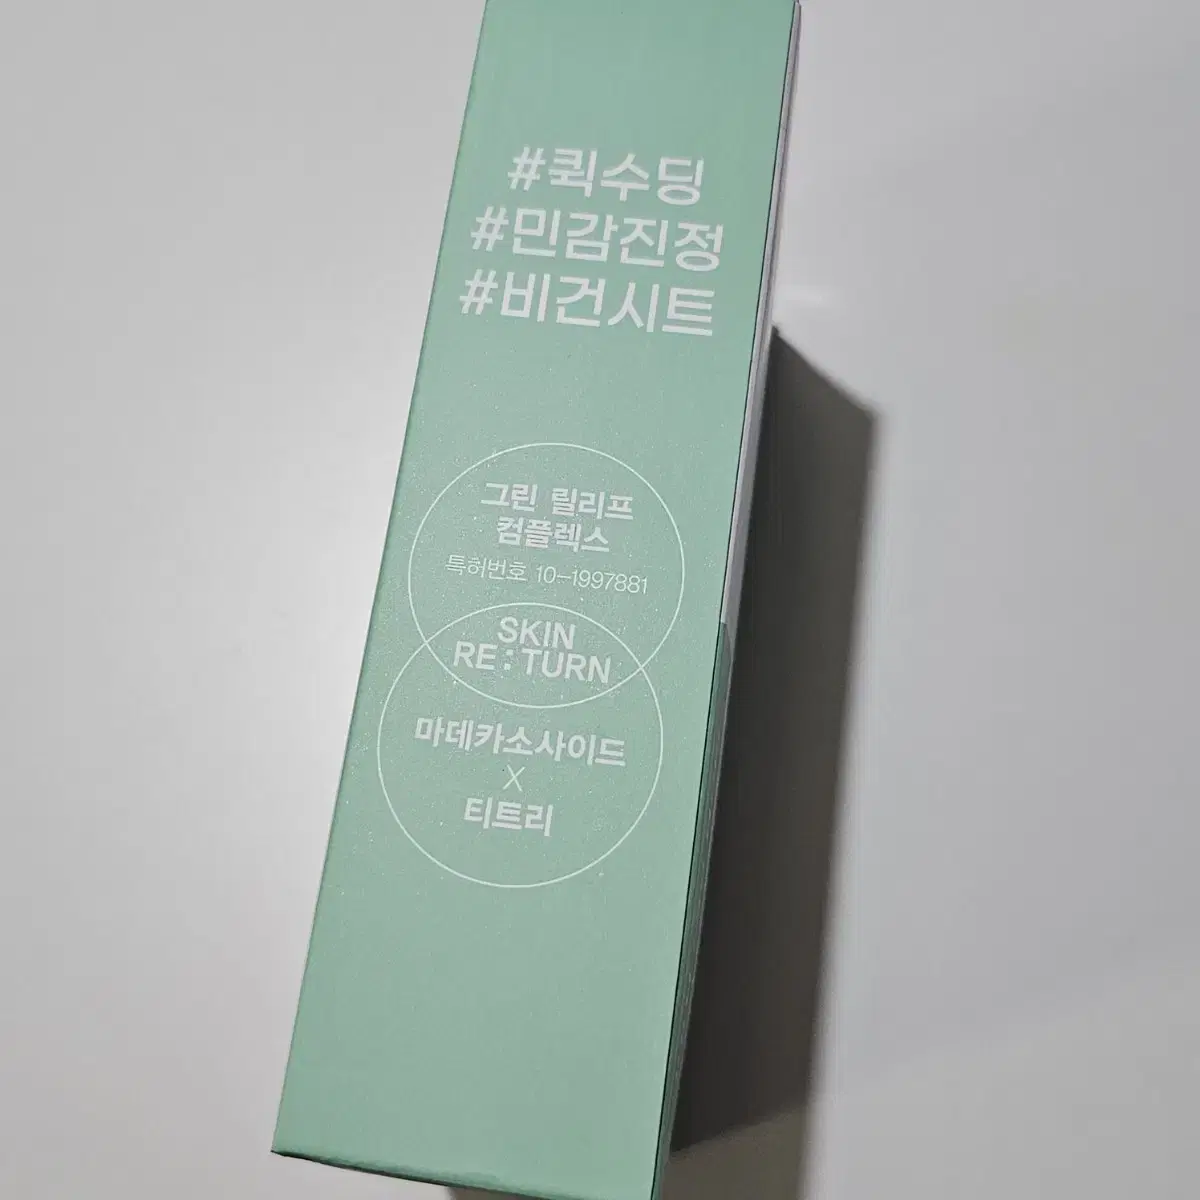 #퀵수딩
#민감진정
#비건시트
그린 릴리프
컴플렉스
특허번호 10-1997881
SKIN
RE:TURN
마데카소사이드
X
티트리